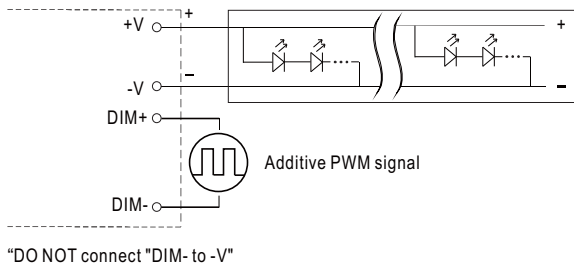 +V
+
+
-V
–
–
DIM+
Additive PWM signal
DIM-
“DO NOT connect "DIM- to -V"